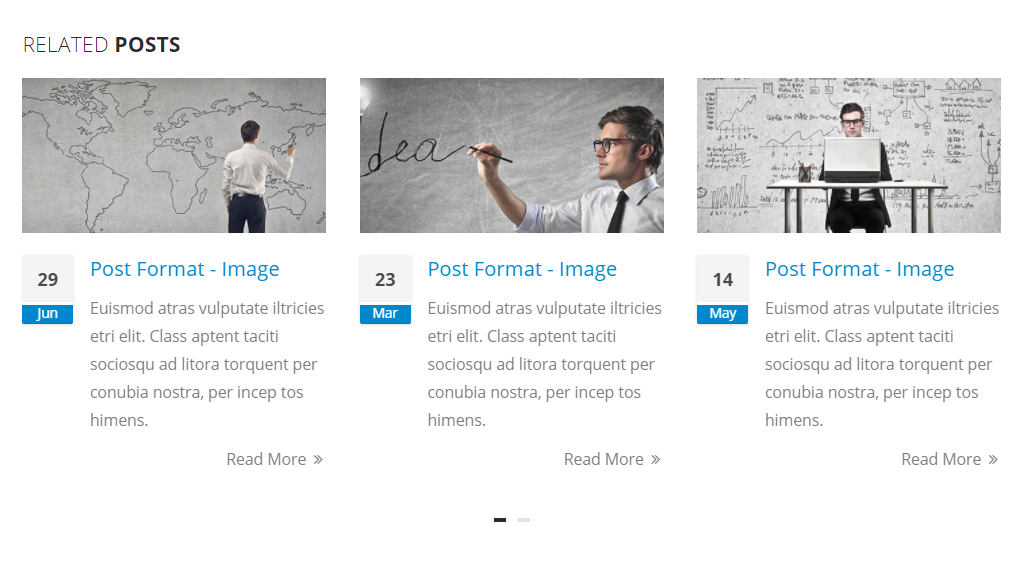 RELATED POSTS
dea
29
Jun
Post Format - Image
Euismod atras vulputate iltricies
etri elit. Class aptent taciti
sociosqu ad litora torquent per
conubia nostra, per incep tos
himens.
Read More »
23
Mar
Post Format - Image
Euismod atras vulputate iltricies
etri elit. Class aptent taciti
sociosqu ad litora torquent per
conubia nostra, per incep tos
himens.
Read More »
14
May
Post Format - Image
Euismod atras vulputate iltricies
etri elit. Class aptent taciti
sociosqu ad litora torquent per
conubia nostra, per incep tos
himens.
Read More »